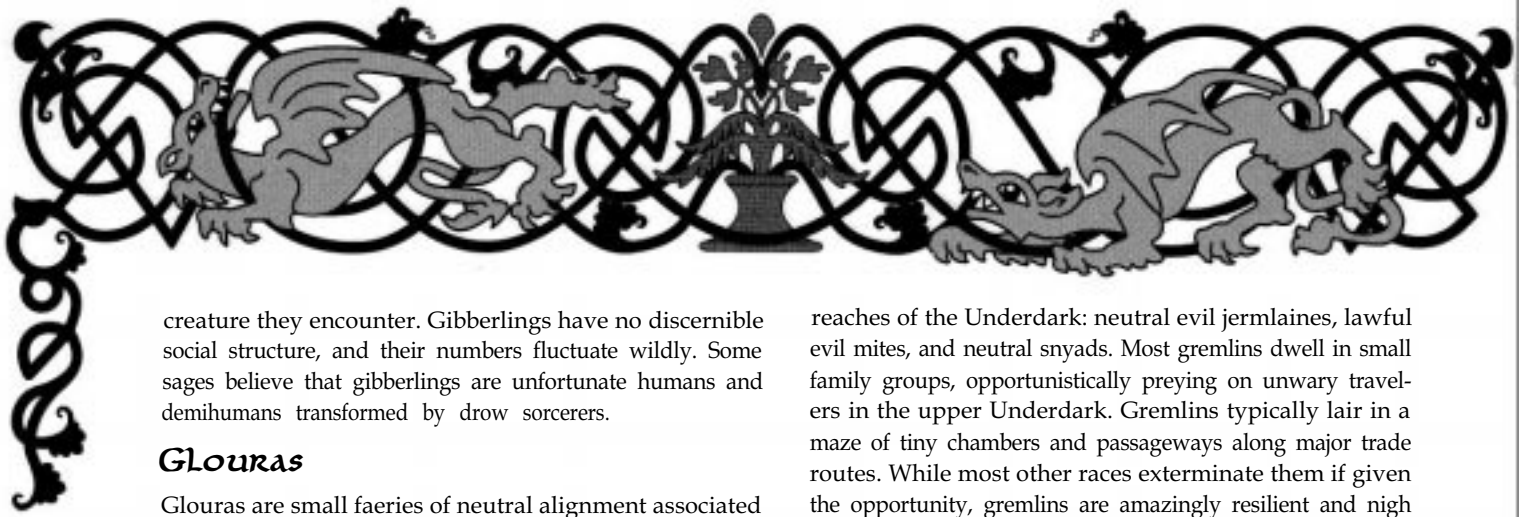 creature they encounter. Gibberlings have no discernible
social structure, and their numbers fluctuate wildly. Some
sages believe that gibberlings are unfortunate humans and
demihumans transformed by drow sorcerers.
Glouras
Glouras are small faeries of neutral alignment associated
reaches of the Underdark: neutral evil jermlaines, lawful
evil mites, and neutral snyads. Most gremlins dwell in small
family groups, opportunistically preying on unwary travel-
ers in the upper Underdark. Gremlins typically lair in a
maze of tiny chambers and passageways along major trade
routes. While most other races exterminate them if given
the opportunity, gremlins are amazingly resilient and nigh